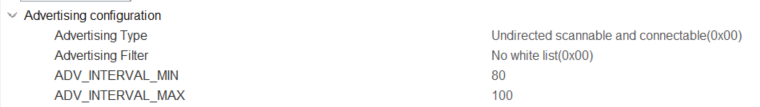 Advertising configuration
Advertising Type Undirected scannable and connectable(0x00)
Advertising Filter No white list(0x00)
ADV_INTERVAL_MIN 80
ADV_INTERVAL_MAX 100